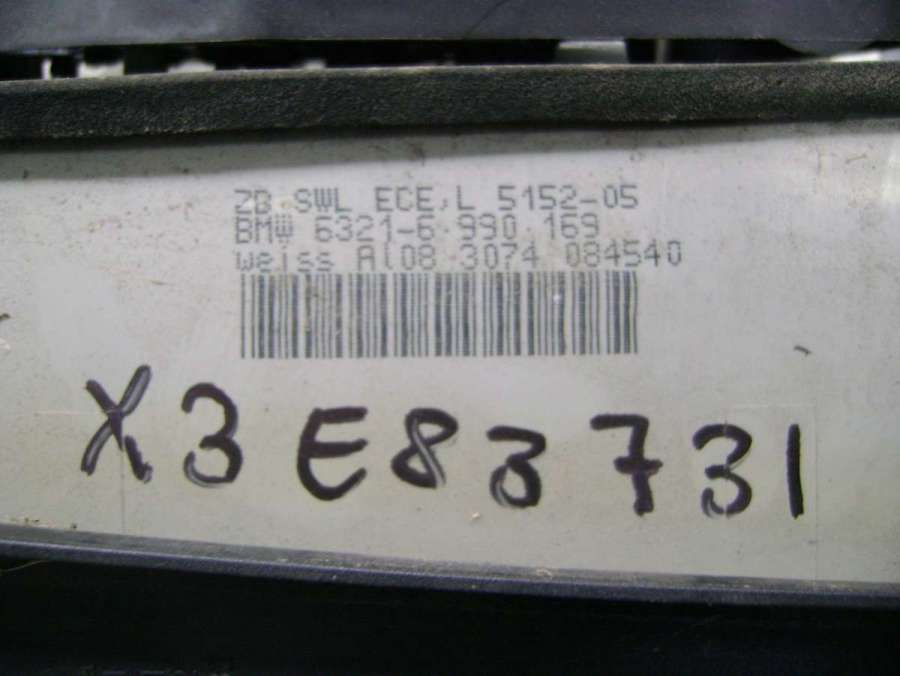 ZB SWL ECE,L 5152-05
BMW 6321-6 990 169
weiss Al08 3074 084540
X3 E83 731